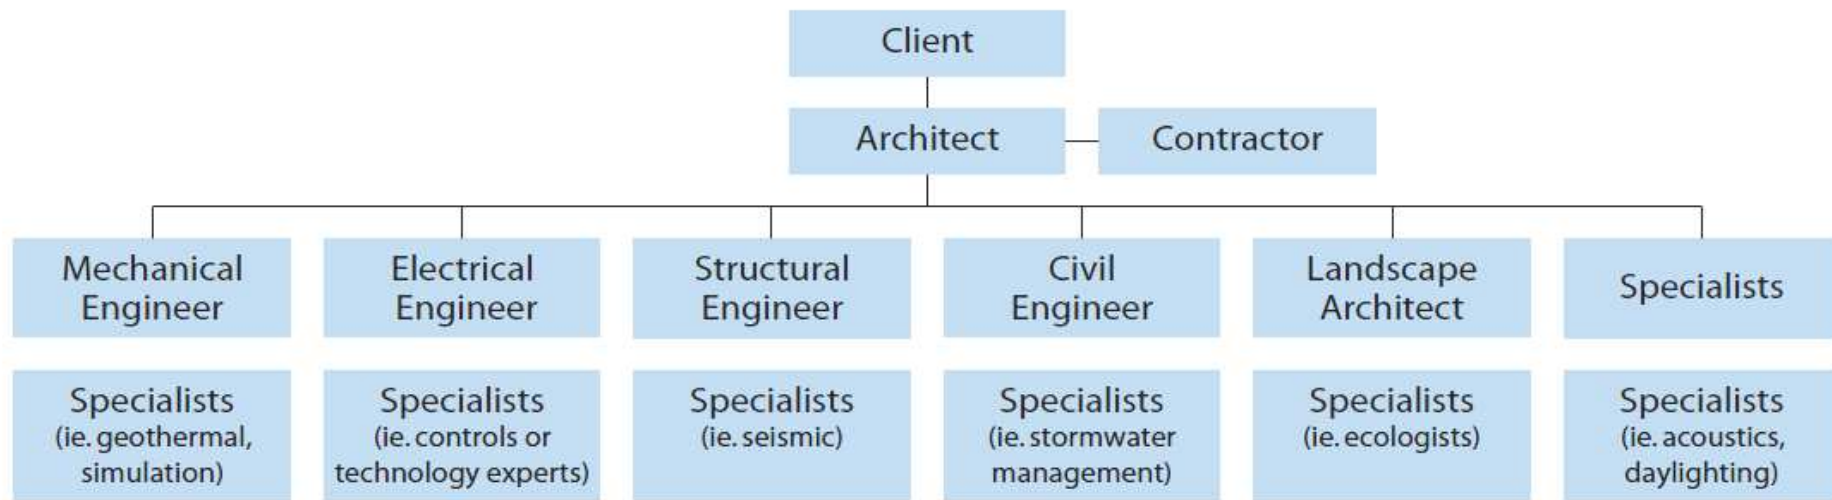 Client
Architect
Contractor
Mechanical
Engineer
Electrical
Engineer
Structural
Engineer
Civil
Engineer
Landscape
Architect
Specialists
Specialists
(ie. geothermal,
simulation)
Specialists
(ie. controls or
technology experts)
Specialists
(ie. seismic)
Specialists
(ie. stormwater
management)
Specialists
(ie. ecologists)
Specialists
(ie. acoustics,
daylighting)